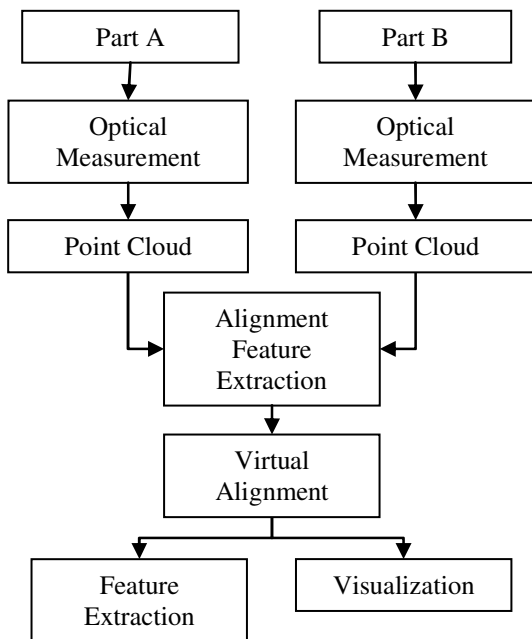 Part A
Part B
Optical
Measurement
Optical
Measurement
Point Cloud
Point Cloud
Alignment
Feature
Extraction
Virtual
Alignment
Feature
Extraction
Visualization